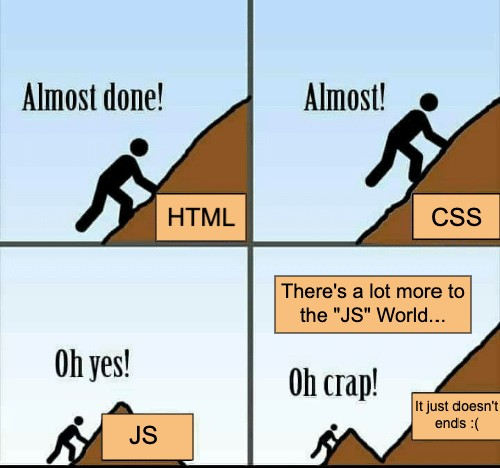 Almost done!
HTML
Almost!
CSS
Oh yes!
JS
There's a lot more to
the "JS" World...
Oh crap!
It just doesn't
ends :(